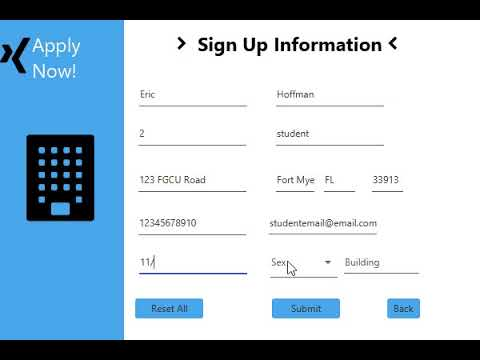 Apply
Now!
Sign Up Information
Eric Hoffman
2 student
123 FGCU Road Fort Mye FL 33913
12345678910 studentemail@email.com
11/ Sex Building
Reset All Submit Back